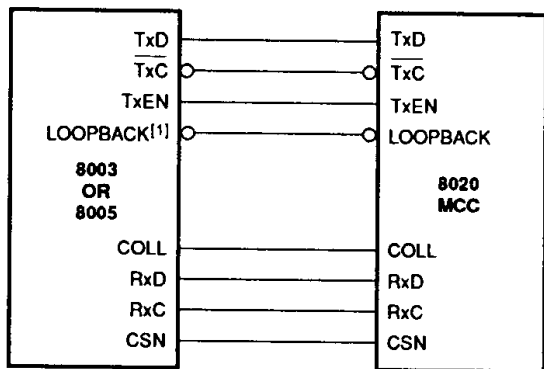 TxD
TxC
TxEN
LOOPBACK[1]
8003
OR
8005
COLL
RxD
RxC
CSN
TxD
TxC
TxEN
LOOPBACK
8020
MCC
COLL
RxD
RxC
CSN